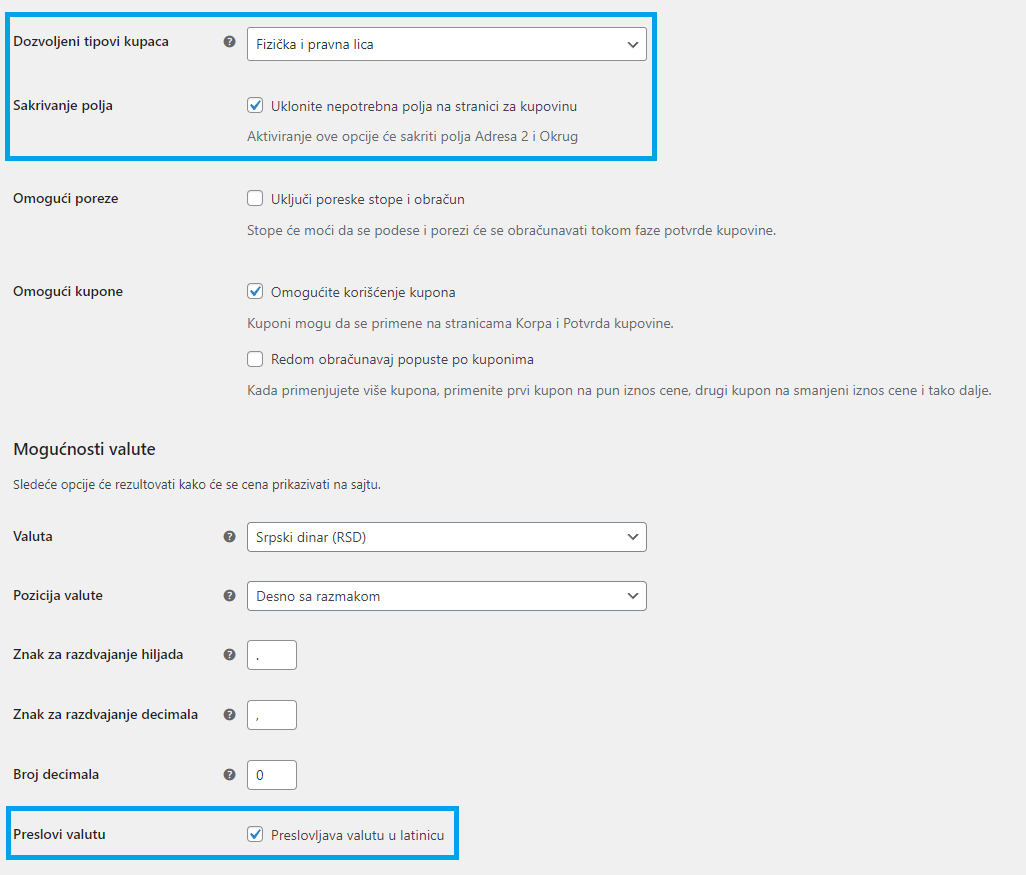 Dozvoljeni tipovi kupaca
Fizička i pravna lica
Sakrivanje polja
Uklonite nepotrebna polja na stranici za kupovinu
Aktiviranje ove opcije će sakriti polja Adresa 2 i Okrug
Omogući poreze
Uključi poreske stope i obračun
Stope će moći da se podese i porezi će se obračunavati tokom faze potvrde kupovine.
Omogući kupone
Omogućite korišćenje kupona
Kuponi mogu da se primene na stranicama Korpa i Potvrda kupovine.
Redom obračunavaj popuste po kuponima
Kada primenjujete više kupona, primenite prvi kupon na pun iznos cene, drugi kupon na smanjeni iznos cene i tako dalje.
Mogućnosti valute
Sledeće opcije će rezultovati kako će se cena prikazivati na sajtu.
Valuta
Srpski dinar (RSD)
Pozicija valute
Desno sa razmakom
Znak za razdvajanje hiljada
.
Znak za razdvajanje decimala
,
Broj decimala
0
Preslovi valutu
Preslovljava valutu u latinicu